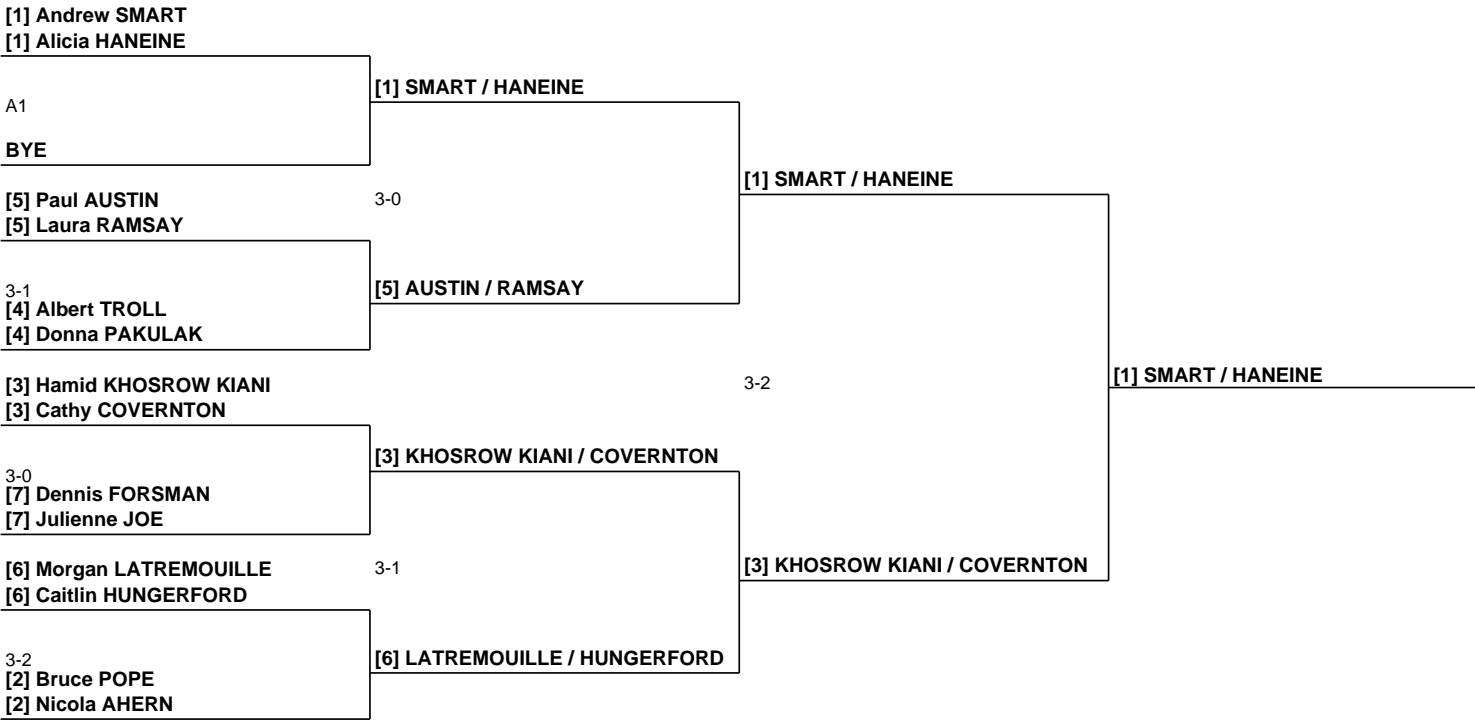 [1] Andrew SMART
[1] Alicia HANEINE
[1] SMART / HANEINE
A1
BYE
[1] SMART / HANEINE
[5] Paul AUSTIN
3-0
[5] Laura RAMSAY
[5] AUSTIN / RAMSAY
3-1
[4] Albert TROLL
[4] Donna PAKULAK
[1] SMART / HANEINE
[3] Hamid KHOSROW KIANI
3-2
[3] Cathy COVERNTON
[3] KHOSROW KIANI / COVERNTON
3-0
[7] Dennis FORSMAN
[7] Julienne JOE
[3] KHOSROW KIANI / COVERNTON
[6] Morgan LATREMOUILLE
3-1
[6] Caitlin HUNGERFORD
[6] LATREMOUILLE / HUNGERFORD
3-2
[2] Bruce POPE
[2] Nicola AHERN